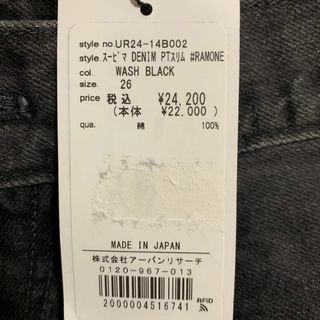 style no. UR24-14B002
style. スーピマ DENIM PTスリム #RAMONE
col. WASH BLACK
size. 26
price 税込 ¥24,200
(本体 ¥22,000 )
qua. 綿 100%
MADE IN JAPAN
株式会社アーバンリサーチ
0120-967-013
2000004516741
RFID